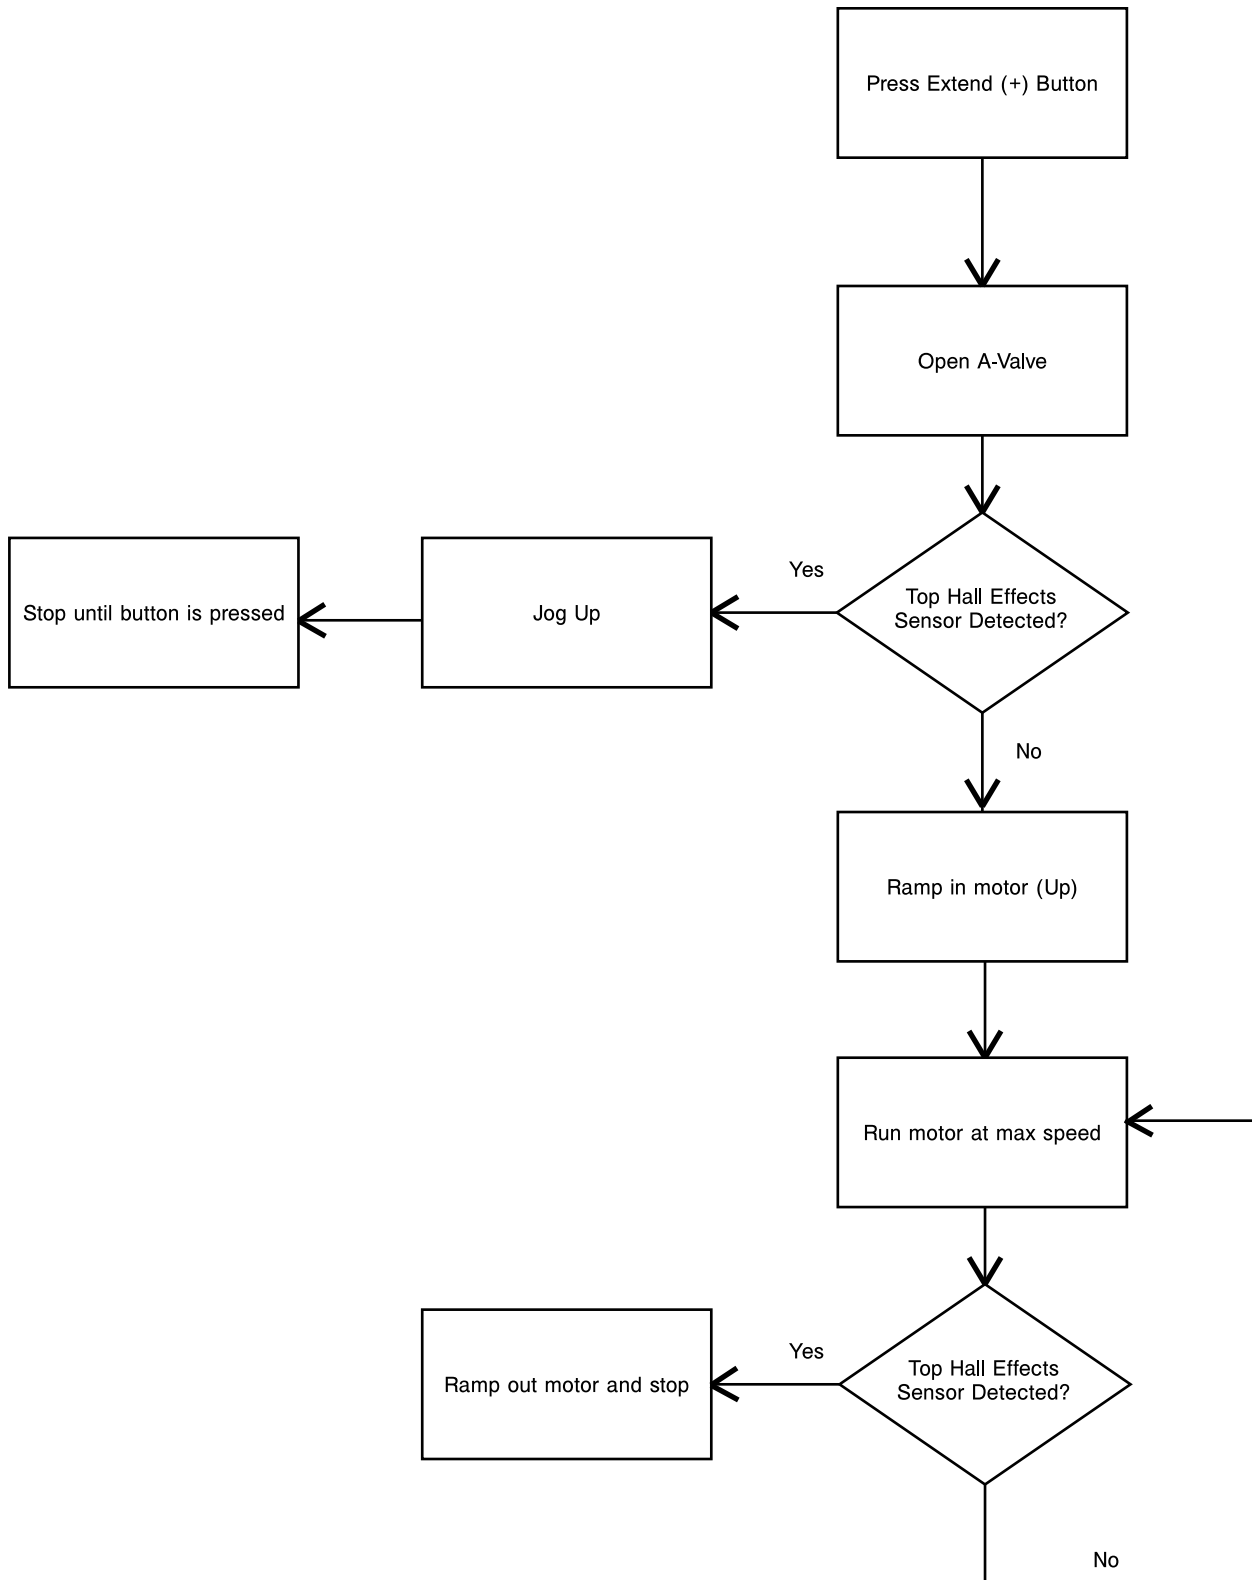 Press Extend (+) Button
Open A-Valve
Yes
Top Hall Effects
Sensor Detected?
Jog Up
Stop until button is pressed
No
Ramp in motor (Up)
Run motor at max speed
Yes
Top Hall Effects
Sensor Detected?
Ramp out motor and stop
No